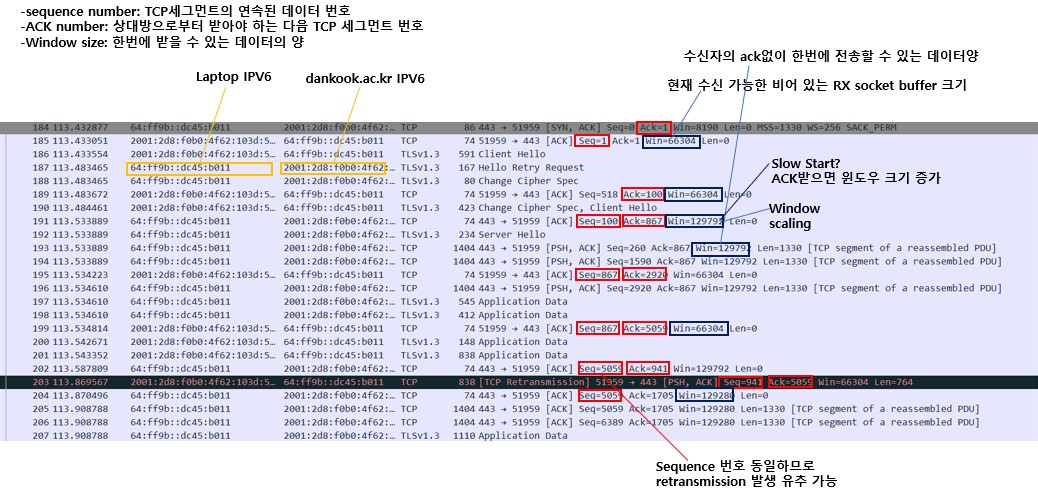 -sequence number: TCP세그먼트의 연속된 데이터 번호
-ACK number: 상대방으로부터 받아야 하는 다음 TCP 세그먼트 번호
-Window size: 한번에 받을 수 있는 데이터의 양
수신자의 ack없이 한번에 전송할 수 있는 데이터양
Laptop IPV6
dankook.ac.kr IPV6
현재 수신 가능한 비어 있는 RX socket buffer 크기
184 113.432877 64:ff9b::dc45:b011 2001:2d8:f0b0:4f62:… TCP 86 443 → 51959 [SYN, ACK] Seq=0 Ack=1 Win=8190 Len=0 MSS=1330 WS=256 SACK_PERM
185 113.433051 2001:2d8:f0b0:4f62:103d:5… 64:ff9b::dc45:b011 TCP 74 51959 → 443 [ACK] Seq=1 Ack=1 Win=66304 Len=0
186 113.433554 2001:2d8:f0b0:4f62:103d:5… 64:ff9b::dc45:b011 TLSv1.3 591 Client Hello
187 113.483465 64:ff9b::dc45:b011 2001:2d8:f0b0:4f62:… TLSv1.3 167 Hello Retry Request
188 113.483465 64:ff9b::dc45:b011 2001:2d8:f0b0:4f62:… TLSv1.3 80 Change Cipher Spec
189 113.483672 2001:2d8:f0b0:4f62:103d:5… 64:ff9b::dc45:b011 TCP 74 51959 → 443 [ACK] Seq=518 Ack=100 Win=66304 Len=0
190 113.484461 2001:2d8:f0b0:4f62:103d:5… 64:ff9b::dc45:b011 TLSv1.3 423 Change Cipher Spec, Client Hello
191 113.533889 64:ff9b::dc45:b011 2001:2d8:f0b0:4f62:… TCP 74 443 → 51959 [ACK] Seq=100 Ack=867 Win=129792 Len=0
192 113.533889 64:ff9b::dc45:b011 2001:2d8:f0b0:4f62:… TLSv1.3 234 Server Hello
193 113.533889 64:ff9b::dc45:b011 2001:2d8:f0b0:4f62:… TCP 1404 443 → 51959 [PSH, ACK] Seq=260 Ack=867 Win=129792 Len=1330 [TCP segment of a reassembled PDU]
194 113.533889 64:ff9b::dc45:b011 2001:2d8:f0b0:4f62:… TCP 1404 443 → 51959 [PSH, ACK] Seq=1590 Ack=867 Win=129792 Len=1330 [TCP segment of a reassembled PDU]
195 113.534223 2001:2d8:f0b0:4f62:103d:5… 64:ff9b::dc45:b011 TCP 74 51959 → 443 [ACK] Seq=867 Ack=2920 Win=66304 Len=0
196 113.534610 64:ff9b::dc45:b011 2001:2d8:f0b0:4f62:… TCP 1404 443 → 51959 [PSH, ACK] Seq=2920 Ack=867 Win=129792 Len=1330 [TCP segment of a reassembled PDU]
197 113.534610 64:ff9b::dc45:b011 2001:2d8:f0b0:4f62:… TLSv1.3 545 Application Data
198 113.534610 64:ff9b::dc45:b011 2001:2d8:f0b0:4f62:… TLSv1.3 412 Application Data
199 113.534814 2001:2d8:f0b0:4f62:103d:5… 64:ff9b::dc45:b011 TCP 74 51959 → 443 [ACK] Seq=867 Ack=5059 Win=66304 Len=0
200 113.542671 2001:2d8:f0b0:4f62:103d:5… 64:ff9b::dc45:b011 TLSv1.3 148 Application Data
201 113.543352 2001:2d8:f0b0:4f62:103d:5… 64:ff9b::dc45:b011 TLSv1.3 838 Application Data
202 113.587809 64:ff9b::dc45:b011 2001:2d8:f0b0:4f62:… TCP 74 443 → 51959 [ACK] Seq=5059 Ack=941 Win=129792 Len=0
203 113.869567 2001:2d8:f0b0:4f62:103d:5… 64:ff9b::dc45:b011 TCP 838 [TCP Retransmission] 51959 → 443 [PSH, ACK] Seq=941 Ack=5059 Win=66304 Len=764
204 113.870496 64:ff9b::dc45:b011 2001:2d8:f0b0:4f62:… TCP 74 443 → 51959 [ACK] Seq=5059 Ack=1705 Win=129280 Len=0
205 113.908788 64:ff9b::dc45:b011 2001:2d8:f0b0:4f62:… TCP 1404 443 → 51959 [ACK] Seq=5059 Ack=1705 Win=129280 Len=1330 [TCP segment of a reassembled PDU]
206 113.908788 64:ff9b::dc45:b011 2001:2d8:f0b0:4f62:… TCP 1404 443 → 51959 [ACK] Seq=6389 Ack=1705 Win=129280 Len=1330 [TCP segment of a reassembled PDU]
207 113.908788 64:ff9b::dc45:b011 2001:2d8:f0b0:4f62:… TLSv1.3 1110 Application Data
Slow Start?
ACK받으면 윈도우 크기 증가
Window
scaling
Sequence 번호 동일하므로
retransmission 발생 유추 가능